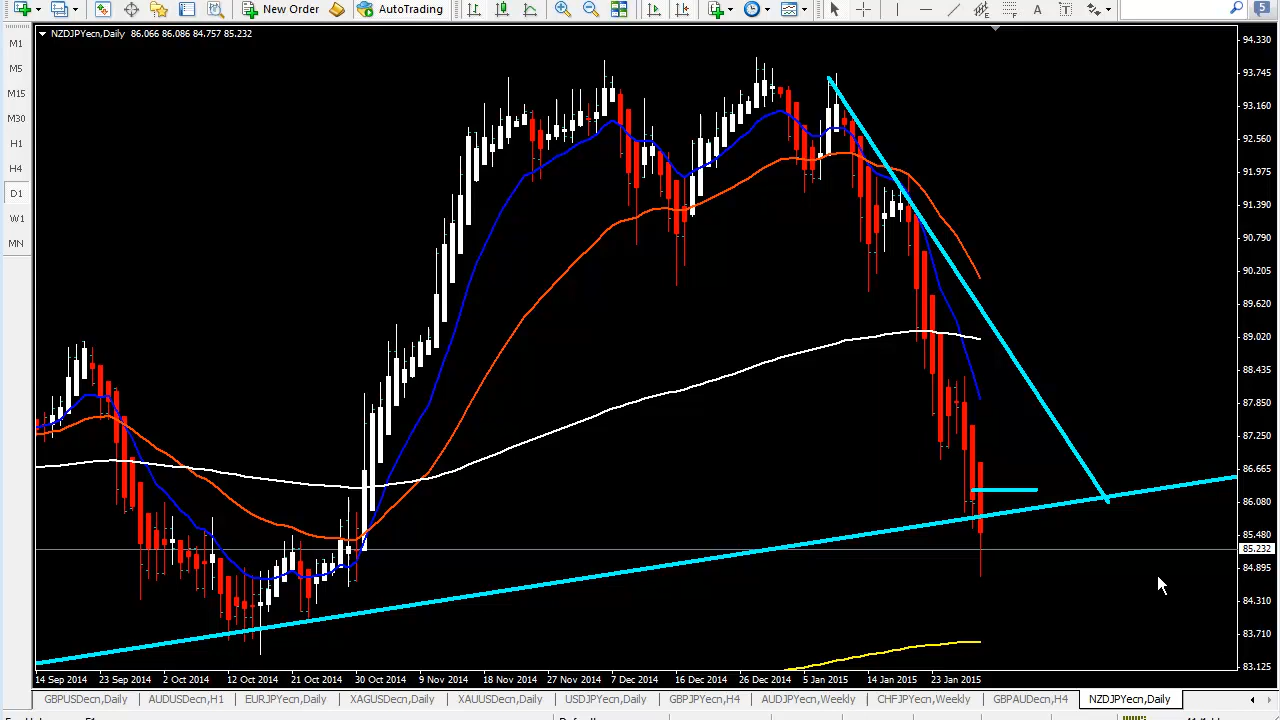 New Order AutoTrading 5
M1
M5
M15
M30
H1
H4
D1
W1
MN
NZDJPYecn,Daily 86.066 86.086 84.757 85.232
94.330
93.745
93.160
92.560
91.975
91.390
90.790
90.205
89.620
89.020
88.435
87.850
87.250
86.665
86.080
85.480
85.232
84.895
84.310
83.710
83.125
14 Sep 2014 23 Sep 2014 2 Oct 2014 12 Oct 2014 21 Oct 2014 30 Oct 2014 9 Nov 2014 18 Nov 2014 27 Nov 2014 7 Dec 2014 16 Dec 2014 26 Dec 2014 5 Jan 2015 14 Jan 2015 23 Jan 2015
GBPUSDecn,Daily AUDUSDecn,H1 EURJPYecn,Daily XAGUSDecn,Daily XAUUSDecn,Daily USDJPYecn,Daily GBPJPYecn,H4 AUDJPYecn,Weekly CHFJPYecn,Weekly GBPAUDecn,H4 NZDJPYecn,Daily